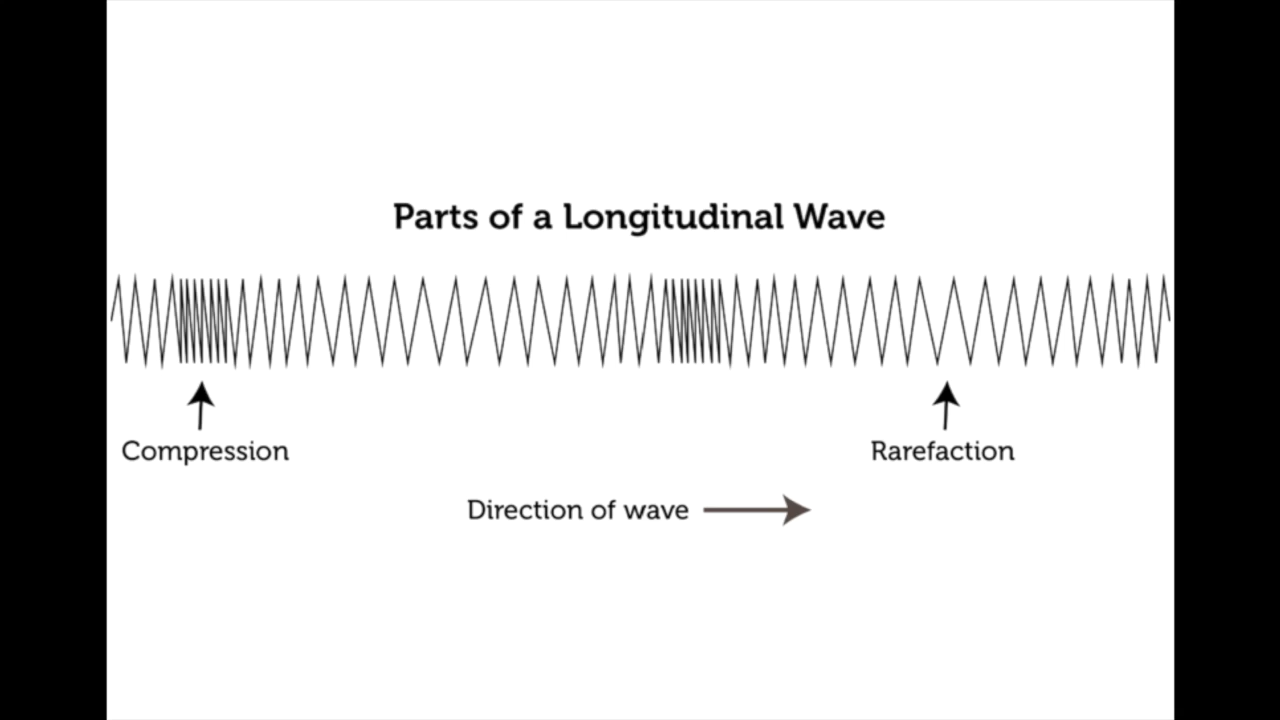 Parts of a Longitudinal Wave
Compression
Rarefaction
Direction of wave